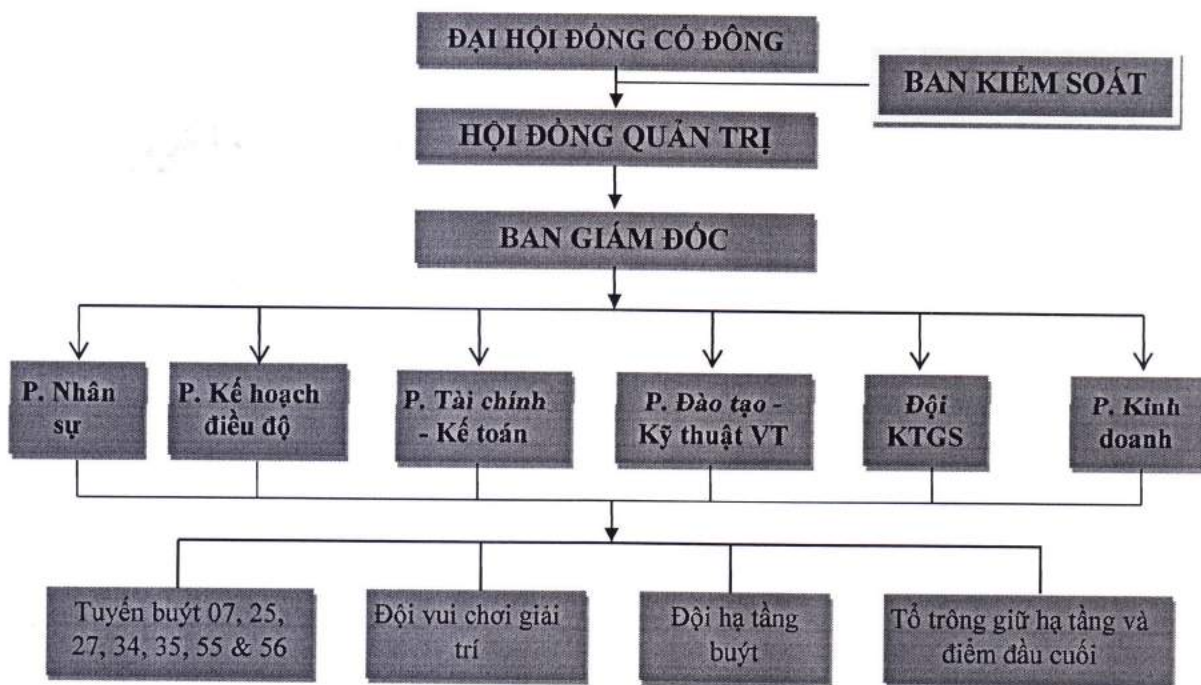 ĐẠI HỘI ĐỒNG CỔ ĐÔNG
BAN KIỂM SOÁT
HỘI ĐỒNG QUẢN TRỊ
BAN GIÁM ĐỐC
P. Nhân
sự
P. Kế hoạch
điều độ
P. Tài chính
- Kế toán
P. Đào tạo -
Kỹ thuật VT
Đội
KTGS
P. Kinh
doanh
Tuyến buýt 07, 25,
27, 34, 35, 55 & 56
Đội vui chơi giải
trí
Đội hạ tầng
buýt
Tổ trông giữ hạ tầng và
điểm đầu cuối